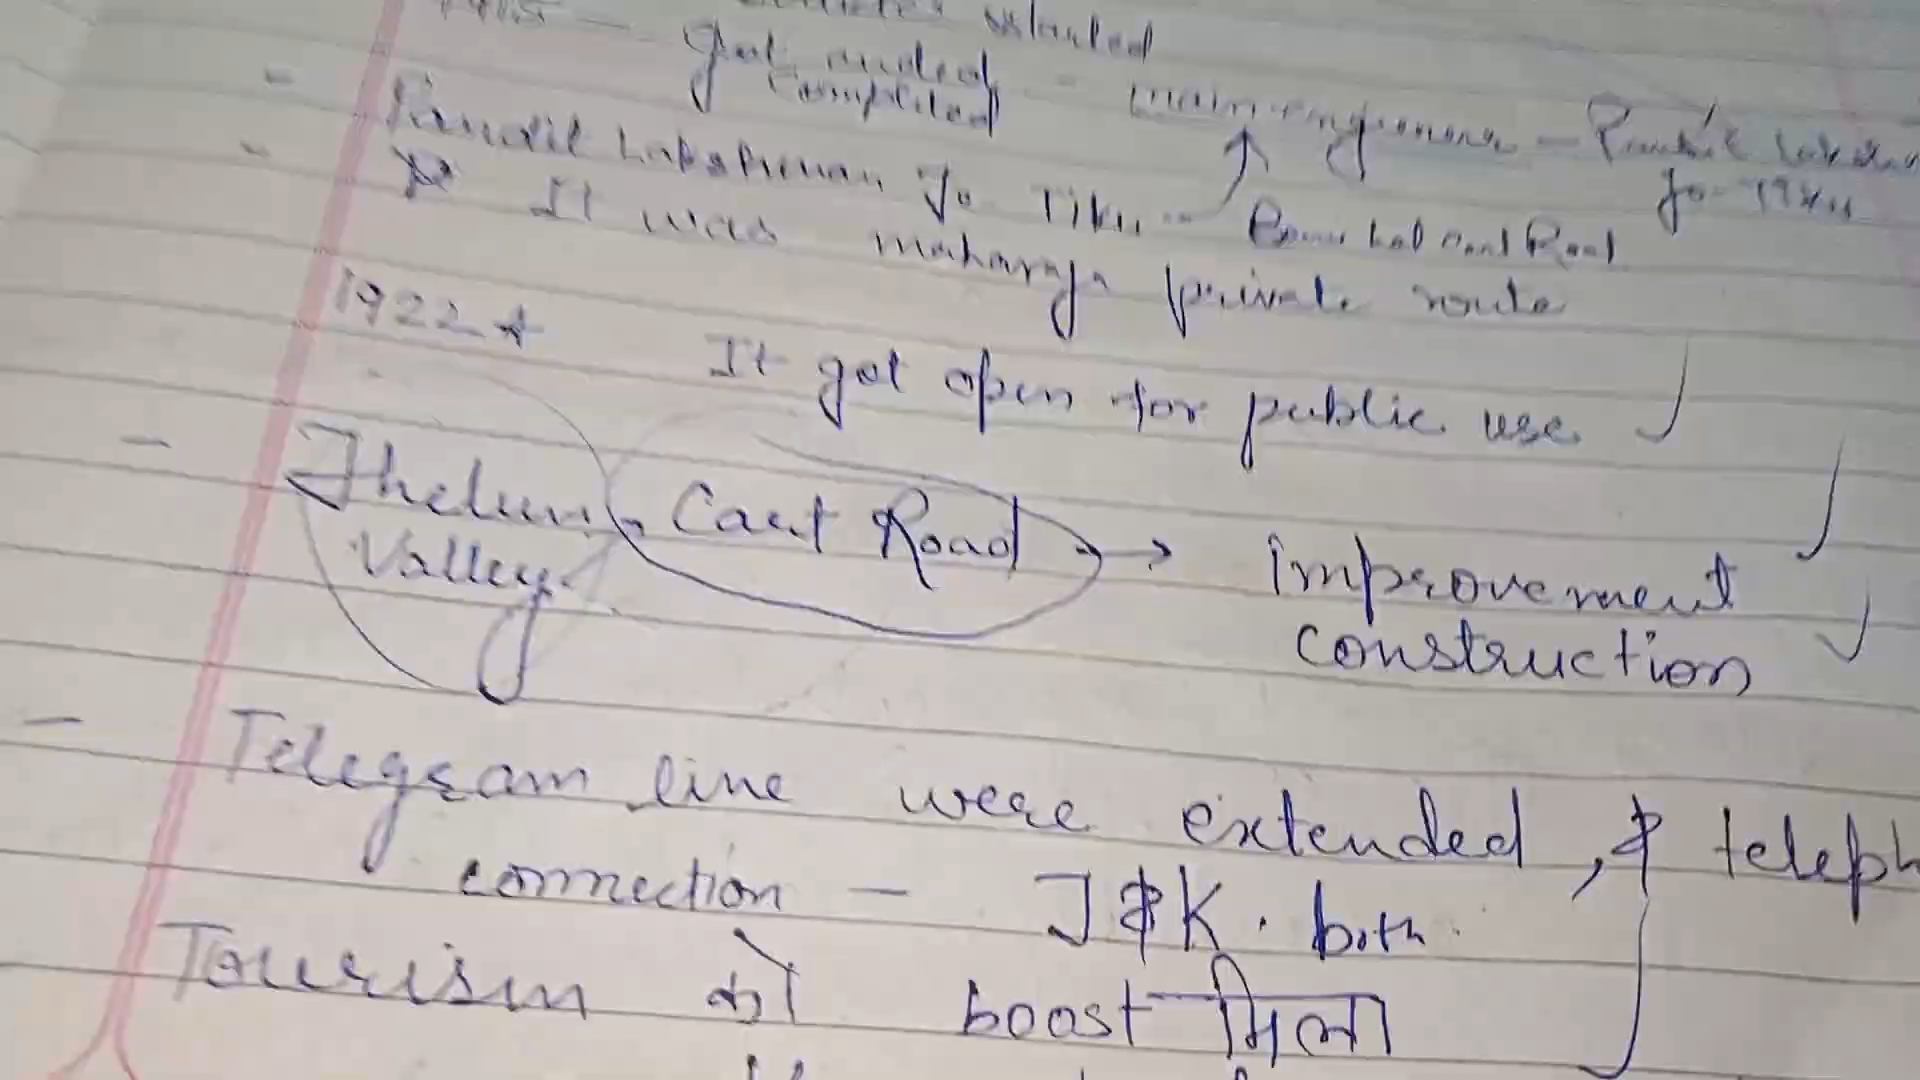 started
Got ended - main engineer -
completed
- Pandit Lakshman Jo Tiku - Banihal Cart Road
- It was maharaja private route
1922 It got open for public use
- Jhelum Cart Road → improvement
Valley construction
- Telegram line were extended, & teleph
connection - J&K. both.
Tourism को boost मिला